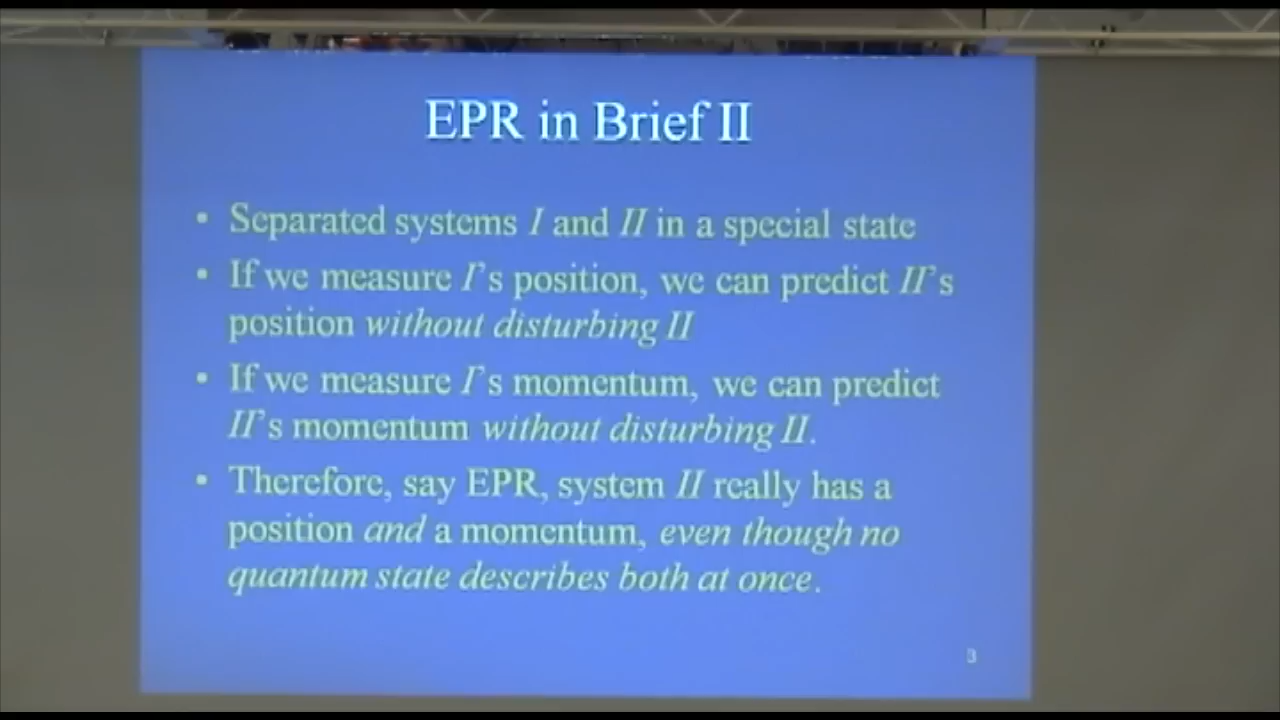 EPR in Brief II
• Separated systems I and II in a special state
• If we measure I's position, we can predict II's
position without disturbing II
• If we measure I's momentum, we can predict
II's momentum without disturbing II.
• Therefore, say EPR, system II really has a
position and a momentum, even though no
quantum state describes both at once.
3